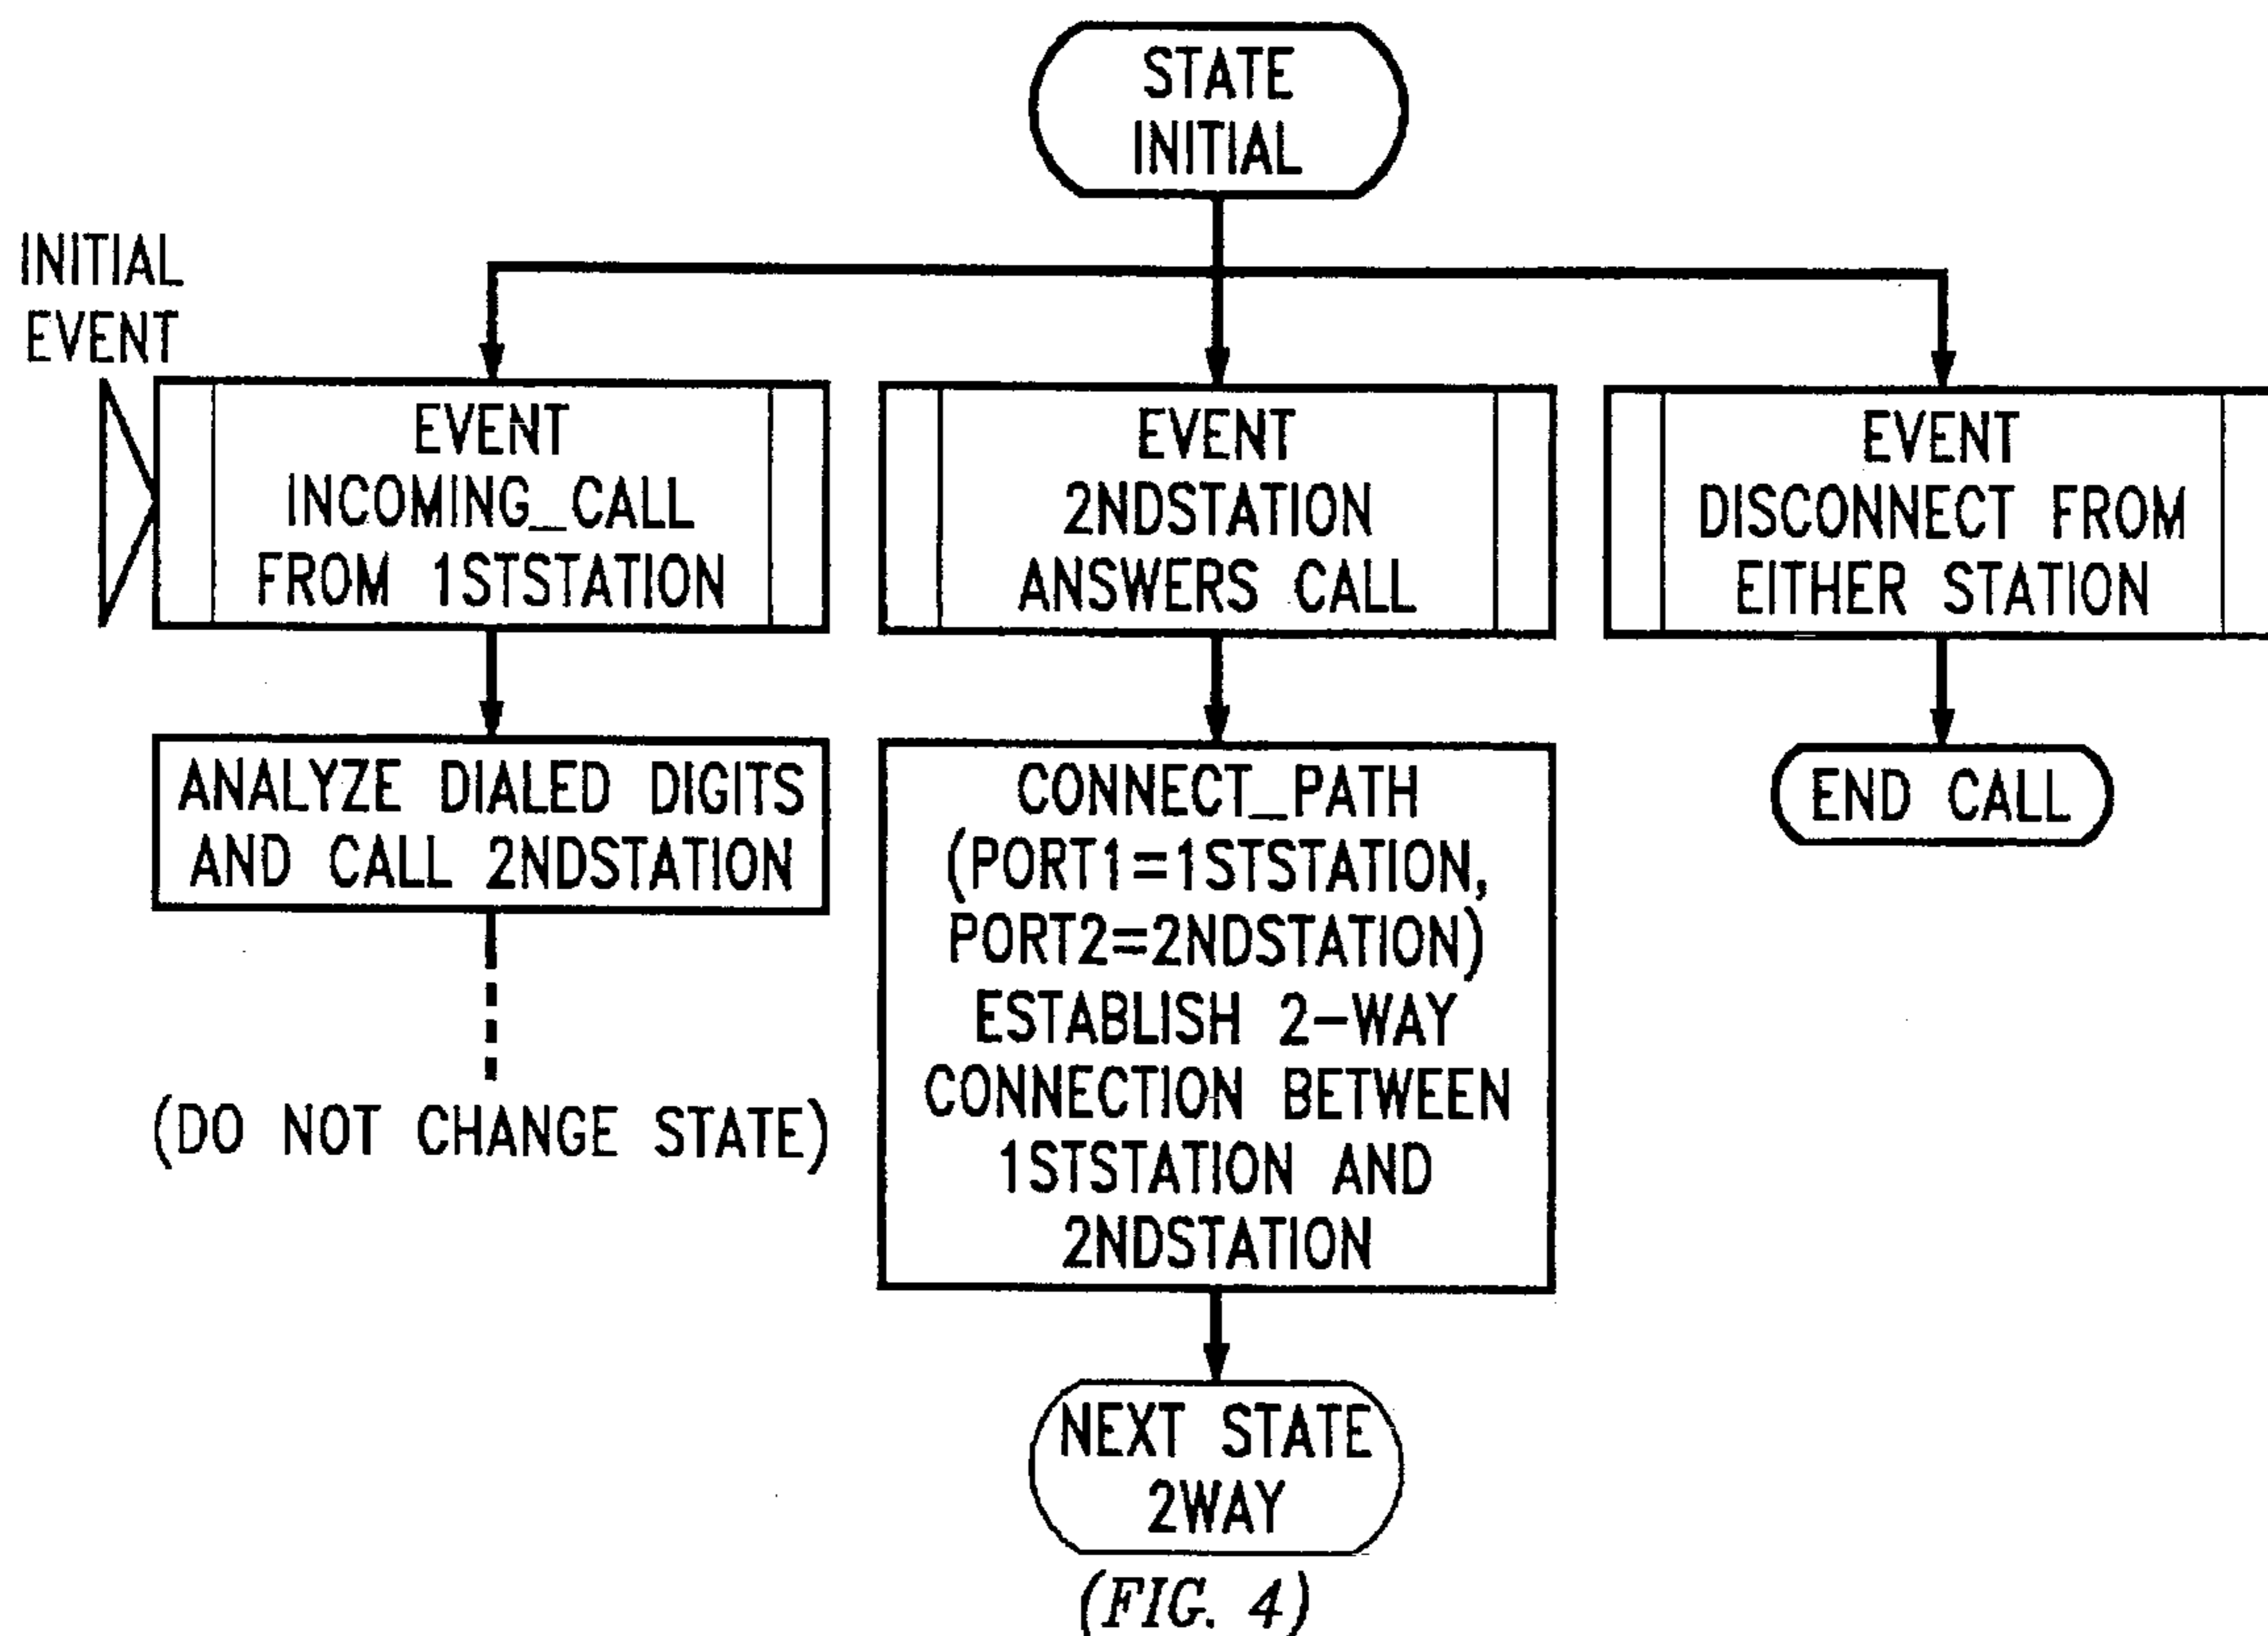 STATE
INITIAL
INITIAL
EVENT
EVENT
INCOMING_CALL
FROM 1STSTATION
EVENT
2NDSTATION
ANSWERS CALL
EVENT
DISCONNECT FROM
EITHER STATION
ANALYZE DIALED DIGITS
AND CALL 2NDSTATION
(DO NOT CHANGE STATE)
CONNECT_PATH
(PORT1=1STSTATION,
PORT2=2NDSTATION)
ESTABLISH 2-WAY
CONNECTION BETWEEN
1STSTATION AND
2NDSTATION
END CALL
NEXT STATE
2WAY
(FIG. 4)